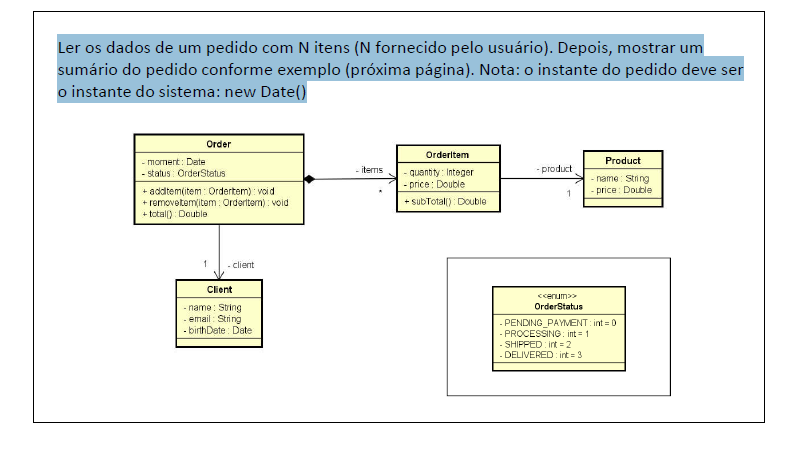 Ler os dados de um pedido com N itens (N fornecido pelo usuário). Depois, mostrar um
sumário do pedido conforme exemplo (próxima página). Nota: o instante do pedido deve ser
o instante do sistema: new Date()
Order
- moment : Date
- status : OrderStatus
+ addItem(item : OrderItem) : void
+ removeItem(item : OrderItem) : void
+ total() : Double
- items
*
OrderItem
- quantity : Integer
- price : Double
+ subTotal() : Double
- product
1
Product
- name : String
- price : Double
1
- client
Client
- name : String
- email : String
- birthDate : Date
<<enum>>
OrderStatus
- PENDING_PAYMENT : int = 0
- PROCESSING : int = 1
- SHIPPED : int = 2
- DELIVERED : int = 3